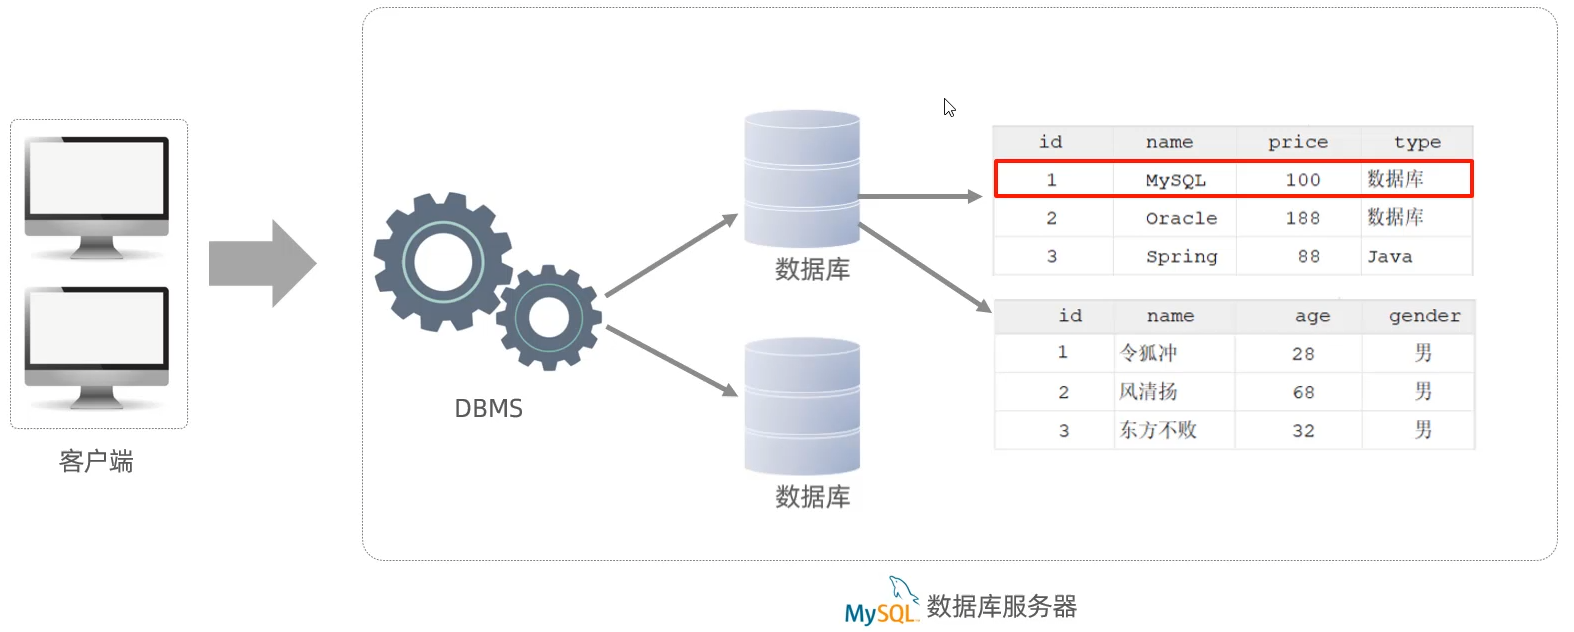 客户端
DBMS
数据库
数据库
id name price type
1 MySQL 100 数据库
2 Oracle 188 数据库
3 Spring 88 Java
id name age gender
1 令狐冲 28 男
2 风清扬 68 男
3 东方不败 32 男
MySQL 数据库服务器